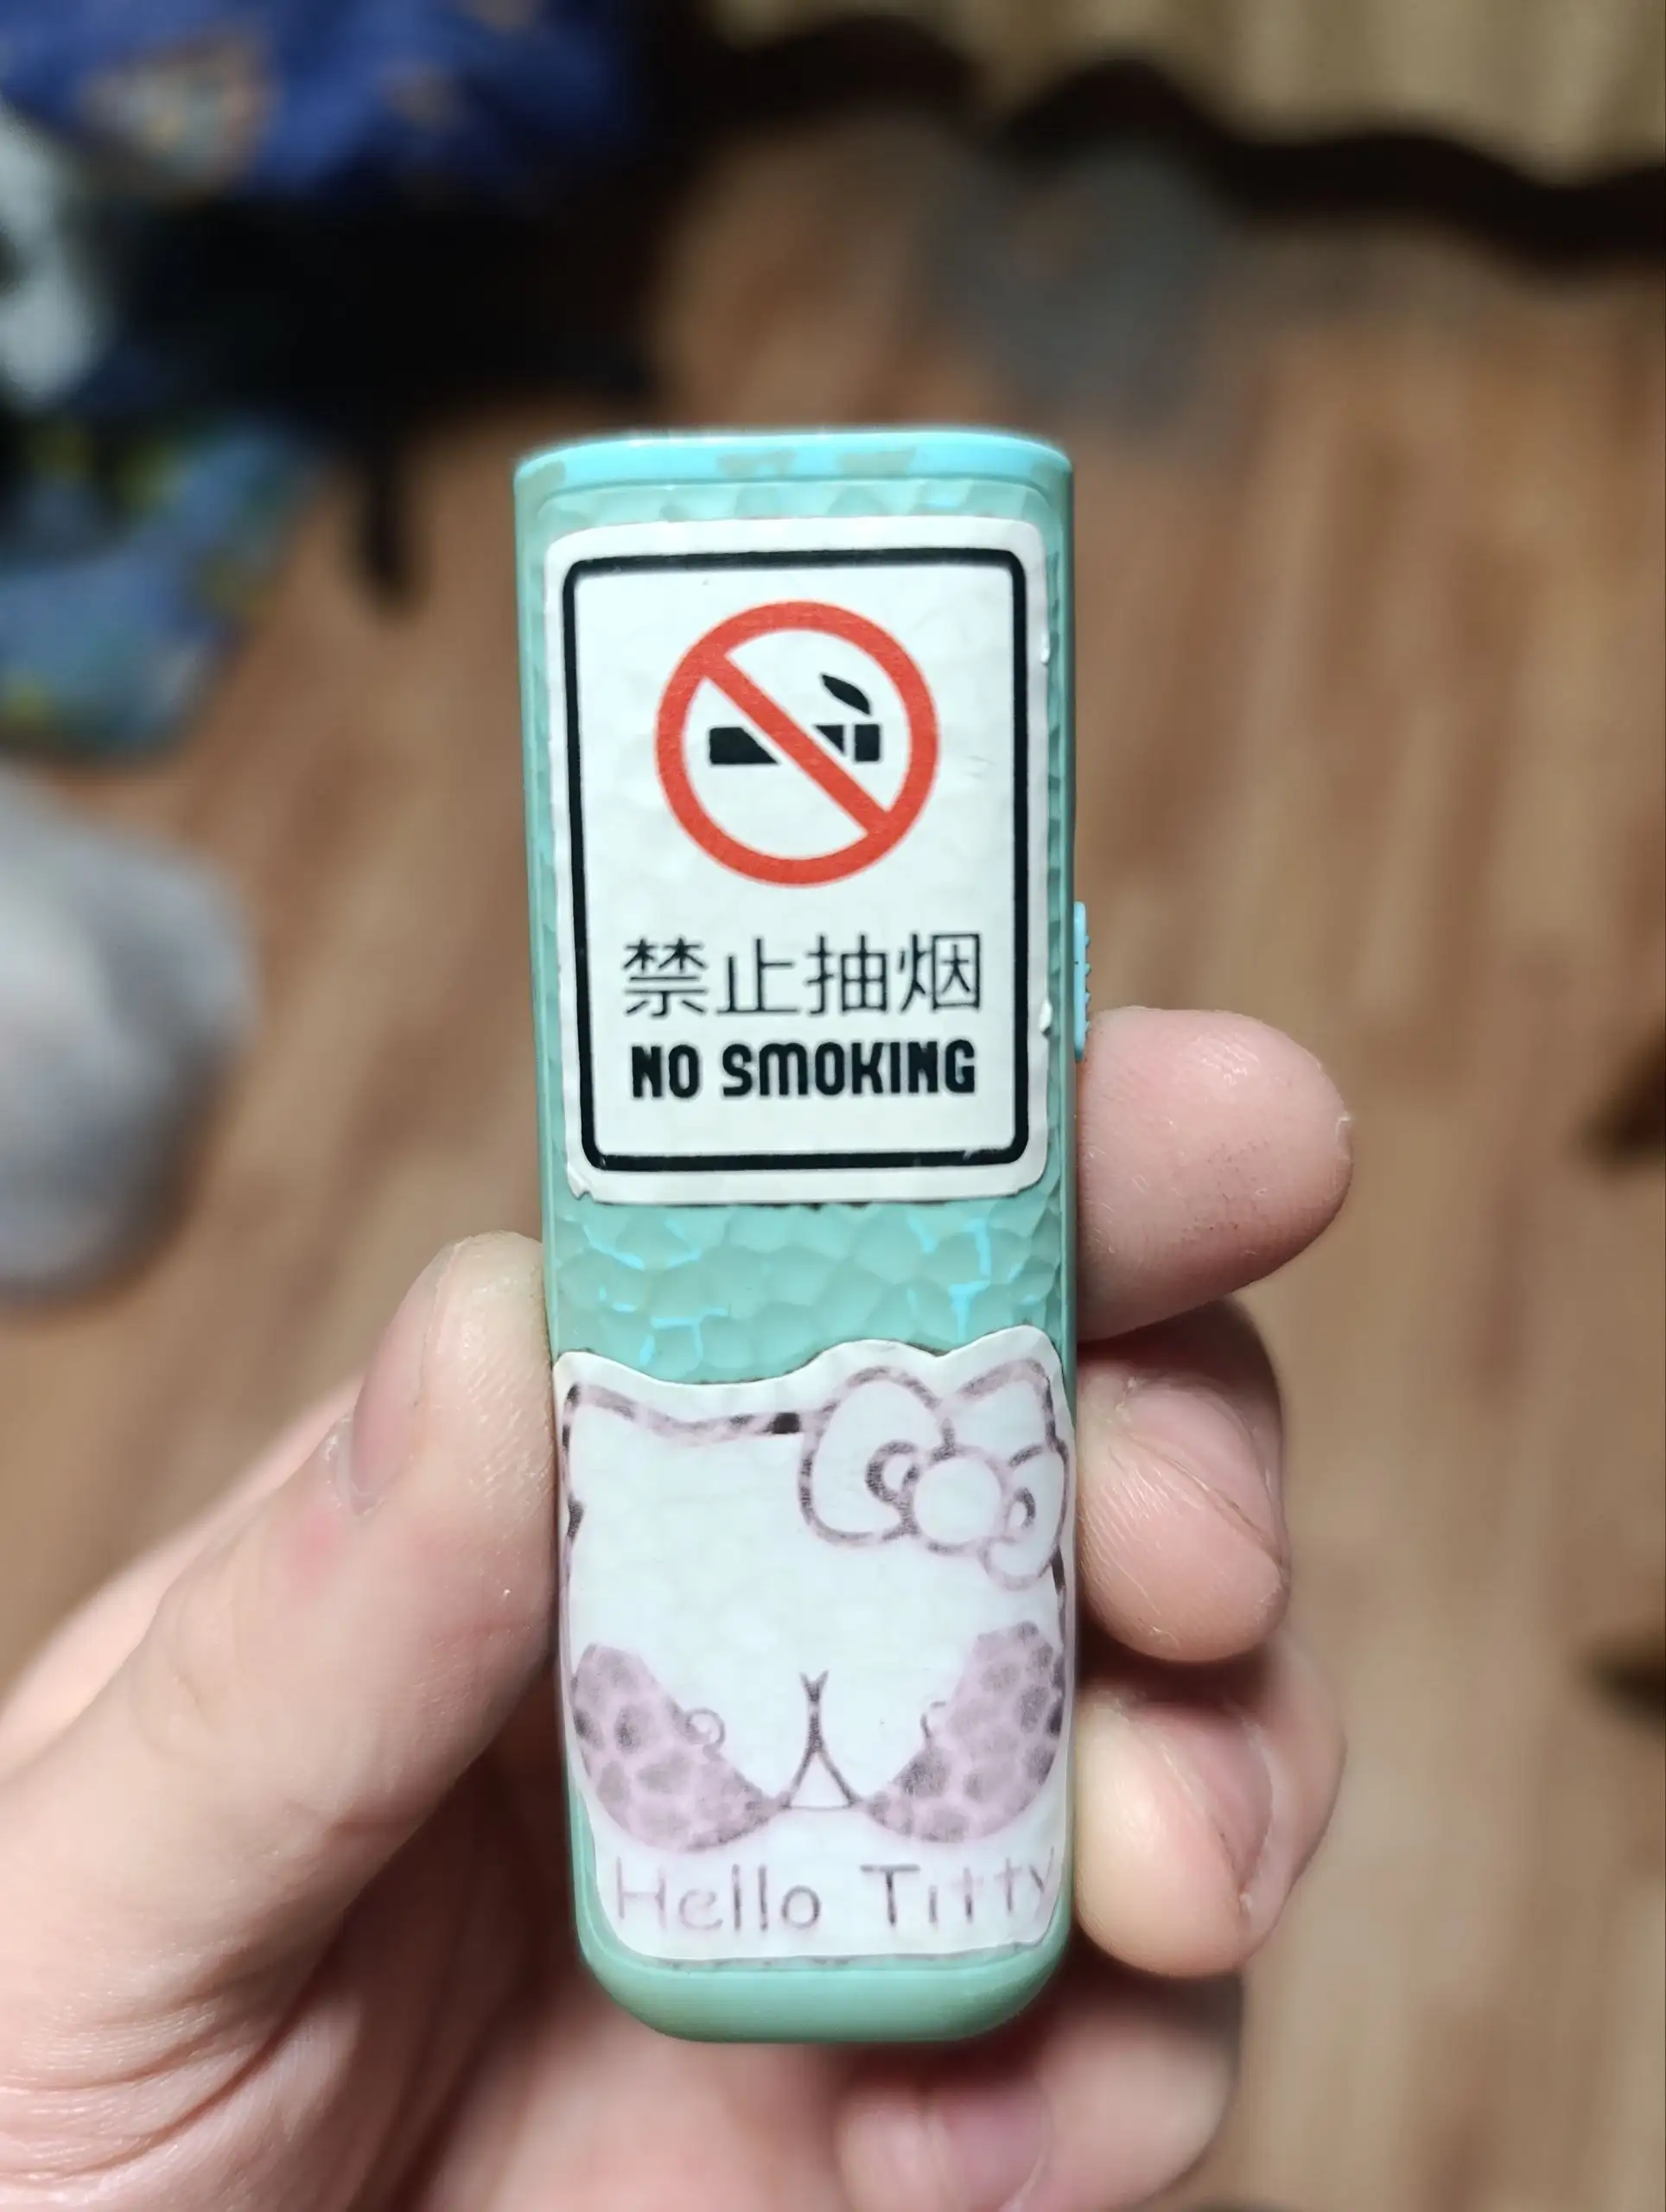 禁止抽烟
NO SMOKING
Hello Titty